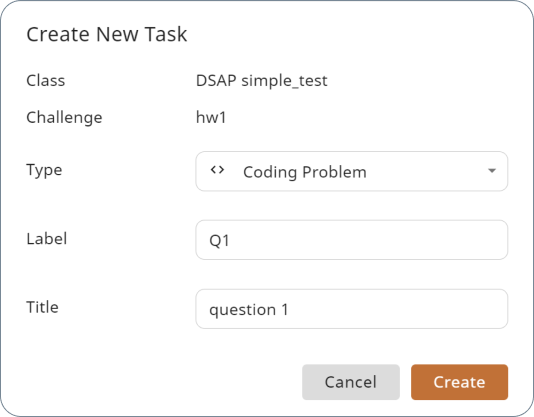 Create New Task
Class DSAP simple_test
Challenge hw1
Type <> Coding Problem
Label Q1
Title question 1
Cancel Create